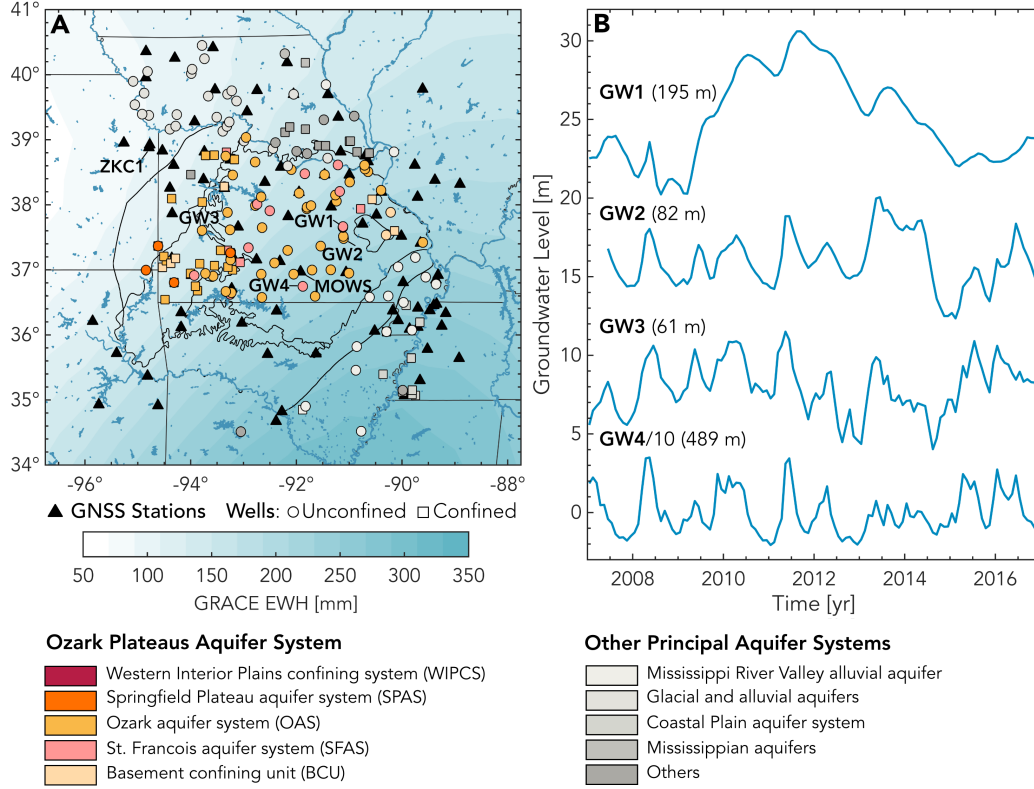 A
41°
40°
39°
38°
37°
36°
35°
34°
-96°
-94°
-92°
-90°
-88°
ZKC1
GW3
GW1
GW2
GW4
MOWS
GNSS Stations Wells: Unconfined Confined
50 100 150 200 250 300 350
GRACE EWH [mm]
B
Groundwater Level [m]
30
25
20
15
10
5
0
GW1 (195 m)
GW2 (82 m)
GW3 (61 m)
GW4/10 (489 m)
2008 2010 2012 2014 2016
Time [yr]
Ozark Plateaus Aquifer System
Western Interior Plains confining system (WIPCS)
Springfield Plateau aquifer system (SPAS)
Ozark aquifer system (OAS)
St. Francois aquifer system (SFAS)
Basement confining unit (BCU)
Other Principal Aquifer Systems
Mississippi River Valley alluvial aquifer
Glacial and alluvial aquifers
Coastal Plain aquifer system
Mississippian aquifers
Others